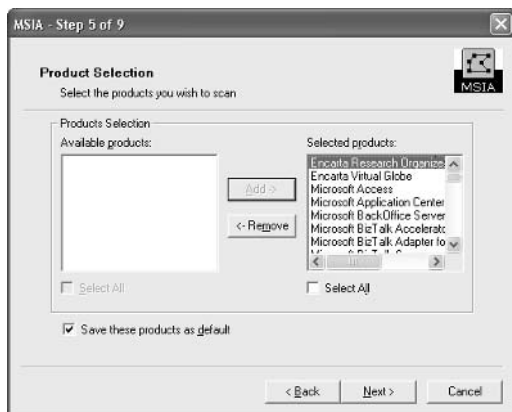 MSIA - Step 5 of 9
Product Selection
Select the products you wish to scan
MSIA
Products Selection
Available products:
Selected products:
Encarta Research Organize
Encarta Virtual Globe
Microsoft Access
Microsoft Application Center
Microsoft BackOffice Server
Microsoft BizTalk Accelerato
Microsoft BizTalk Adapter fo
Add ->
<- Remove
Select All
Select All
Save these products as default
< Back
Next >
Cancel